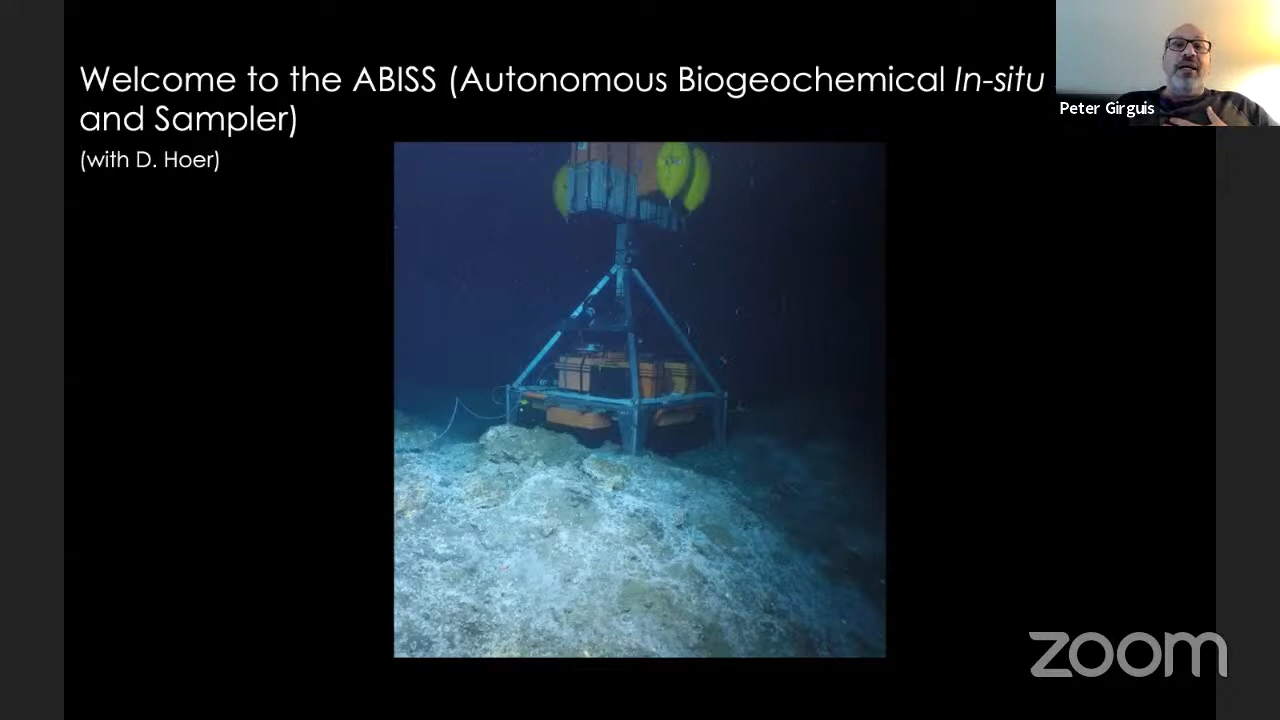 Welcome to the ABISS (Autonomous Biogeochemical In-situ
and Sampler)
(with D. Hoer)
Peter Girguis
zoom